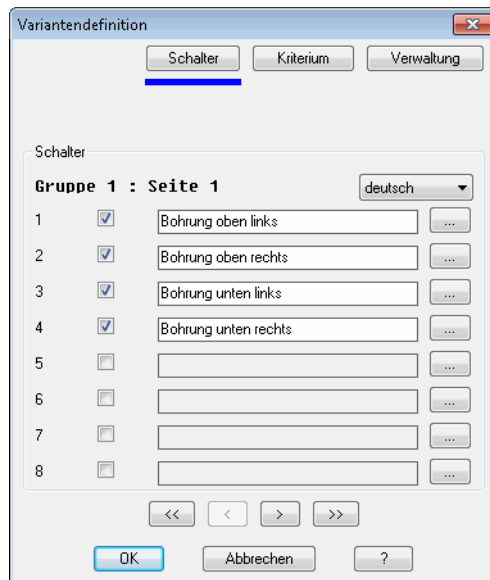 Variantendefinition
Schalter Kriterium Verwaltung
Schalter
Gruppe 1 : Seite 1 deutsch
1 Bohrung oben links ...
2 Bohrung oben rechts ...
3 Bohrung unten links ...
4 Bohrung unten rechts ...
5 ...
6 ...
7 ...
8 ...
<< < > >>
OK Abbrechen ?